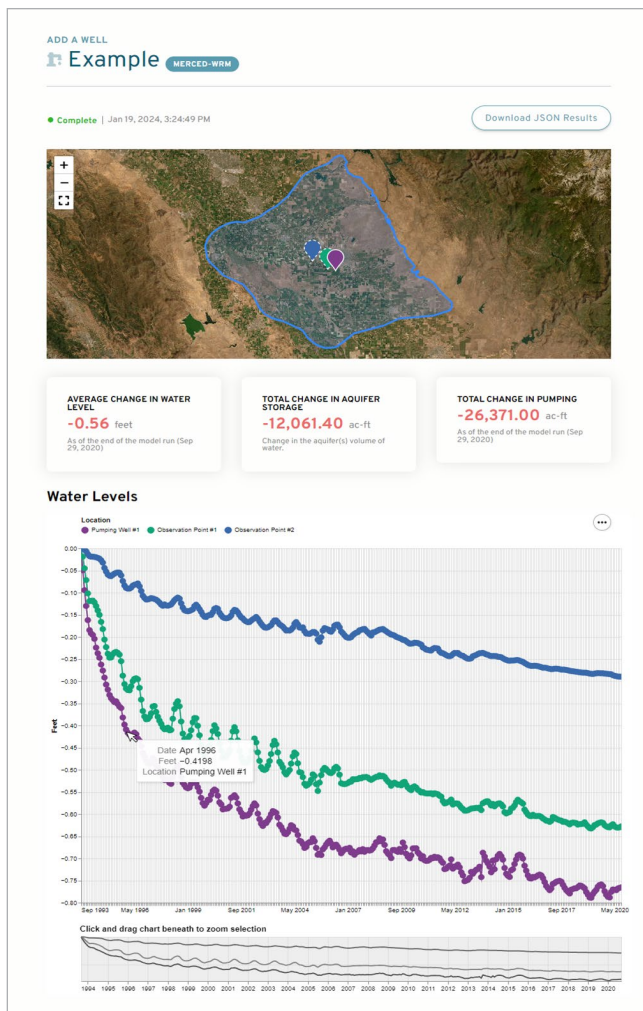 ADD A WELL
Example MERCED-WRM
Complete | Jan 19, 2024, 3:24:49 PM
Download JSON Results
+
−
AVERAGE CHANGE IN WATER
LEVEL
-0.56 feet
As of the end of the model run (Sep
29, 2020)
TOTAL CHANGE IN AQUIFER
STORAGE
-12,061.40 ac-ft
Change in the aquifer(s) volume of
water.
TOTAL CHANGE IN PUMPING
-26,371.00 ac-ft
As of the end of the model run (Sep
29, 2020)
Water Levels
Location
Pumping Well #1 Observation Point #1 Observation Point #2
0.00
−0.05
−0.10
−0.15
−0.20
−0.25
−0.30
−0.35
−0.40
−0.45
−0.50
−0.55
−0.60
−0.65
−0.70
−0.75
−0.80
Feet
Date Apr 1996
Feet −0.4198
Location Pumping Well #1
Sep 1993 May 1996 Jan 1999 Sep 2001 May 2004 Jan 2007 Sep 2009 May 2012 Jan 2015 Sep 2017 May 2020
Click and drag chart beneath to zoom selection
1994 1995 1996 1997 1998 1999 2000 2001 2002 2003 2004 2005 2006 2007 2008 2009 2010 2011 2012 2013 2014 2015 2016 2017 2018 2019 2020